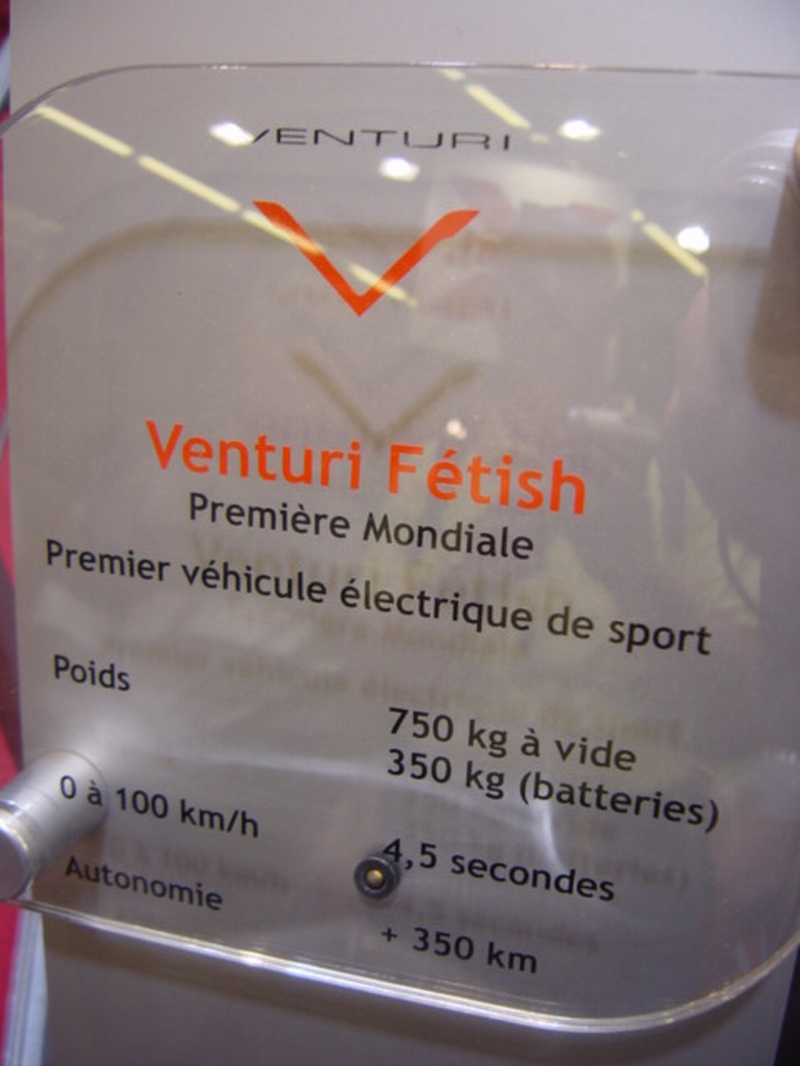 VENTURI
Venturi Fétish
Première Mondiale
Premier véhicule électrique de sport
Poids
750 kg à vide
350 kg (batteries)
0 à 100 km/h
4,5 secondes
Autonomie
+ 350 km